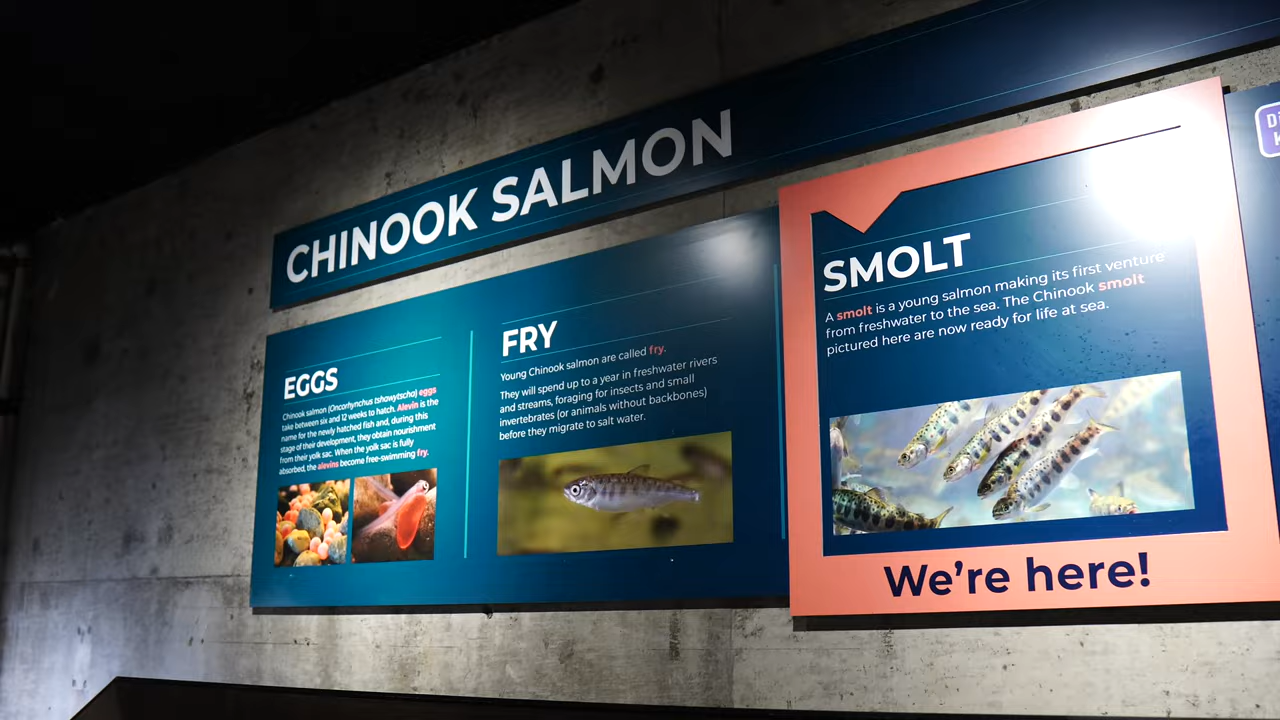 CHINOOK SALMON
EGGS
Chinook salmon (Oncorhynchus tshawytscha) eggs
take between six and 12 weeks to hatch. Alevin is the
name for the newly hatched fish and, during this
stage of their development, they obtain nourishment
from their yolk sac. When the yolk sac is fully
absorbed, the alevins become free-swimming fry.
FRY
Young Chinook salmon are called fry.
They will spend up to a year in freshwater rivers
and streams, foraging for insects and small
invertebrates (or animals without backbones)
before they migrate to salt water.
SMOLT
A smolt is a young salmon making its first venture
from freshwater to the sea. The Chinook smolt
pictured here are now ready for life at sea.
We're here!